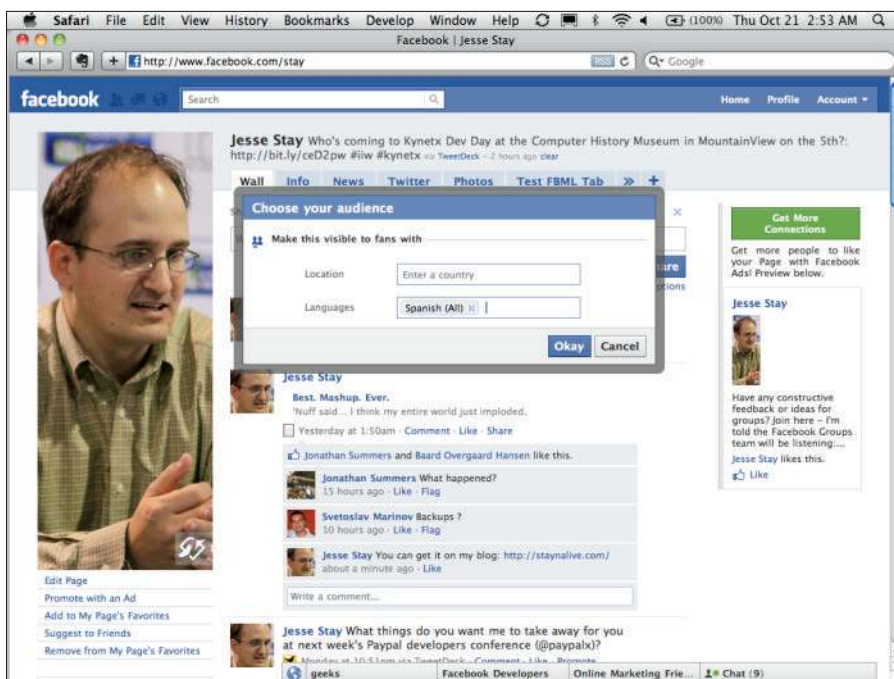 Safari File Edit View History Bookmarks Develop Window Help (100%) Thu Oct 21 2:53 AM
Facebook | Jesse Stay
http://www.facebook.com/stay RSS Google
facebook Search Home Profile Account
Jesse Stay Who's coming to Kynetx Dev Day at the Computer History Museum in MountainView on the 5th?:
http://bit.ly/ceD2pw #iiw #kynetx via TweetDeck – 2 hours ago clear
Wall Info News Twitter Photos Test FBML Tab » +
Choose your audience
Make this visible to fans with
Location Enter a country
Languages Spanish (All)
Okay Cancel
Get More
Connections
Get more people to like
your Page with Facebook
Ads! Preview below.
Jesse Stay
Have any constructive
feedback or ideas for
groups? Join here – I'm
told the Facebook Groups
team will be listening:...
Jesse Stay likes this.
Like
Jesse Stay
Best. Mashup. Ever.
'Nuff said... I think my entire world just imploded.
Yesterday at 1:50am · Comment · Like · Share
Jonathan Summers and Baard Overgaard Hansen like this.
Jonathan Summers What happened?
15 hours ago · Like · Flag
Svetoslav Marinov Backups ?
10 hours ago · Like · Flag
Jesse Stay You can get it on my blog: http://staynalive.com/
about a minute ago · Like
Write a comment...
Edit Page
Promote with an Ad
Add to My Page's Favorites
Suggest to Friends
Remove from My Page's Favorites
Jesse Stay What things do you want me to take away for you
at next week's Paypal developers conference (@paypalx)?
Monday at 10:51am via TweetDeck · Comment · Like · Promote
geeks Facebook Developers Online Marketing Frie... Chat (9)